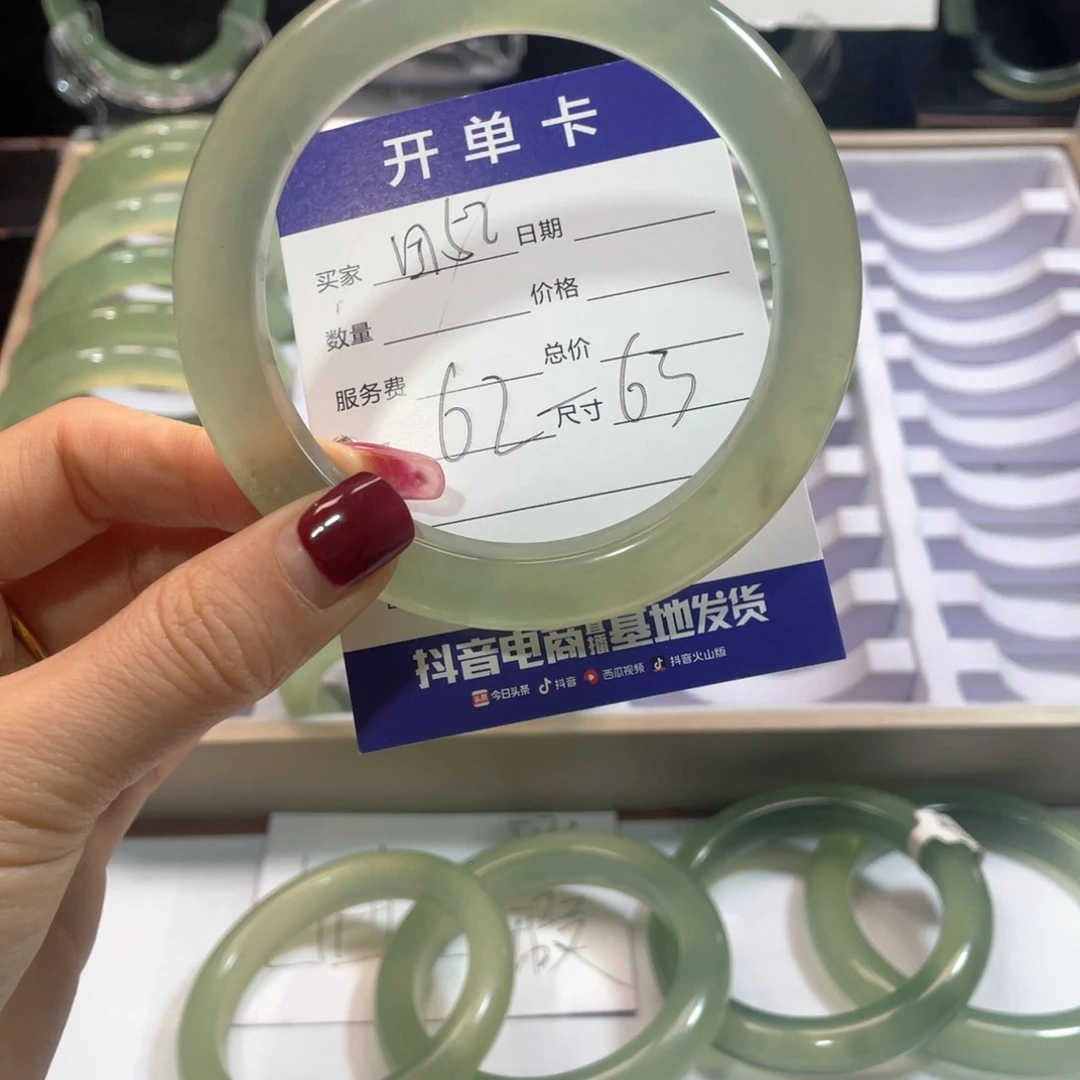 开单卡
买家 日期
数量 价格
服务费 总价
62 尺寸 63
抖音电商直播基地发货
今日头条 抖音 西瓜视频 抖音火山版